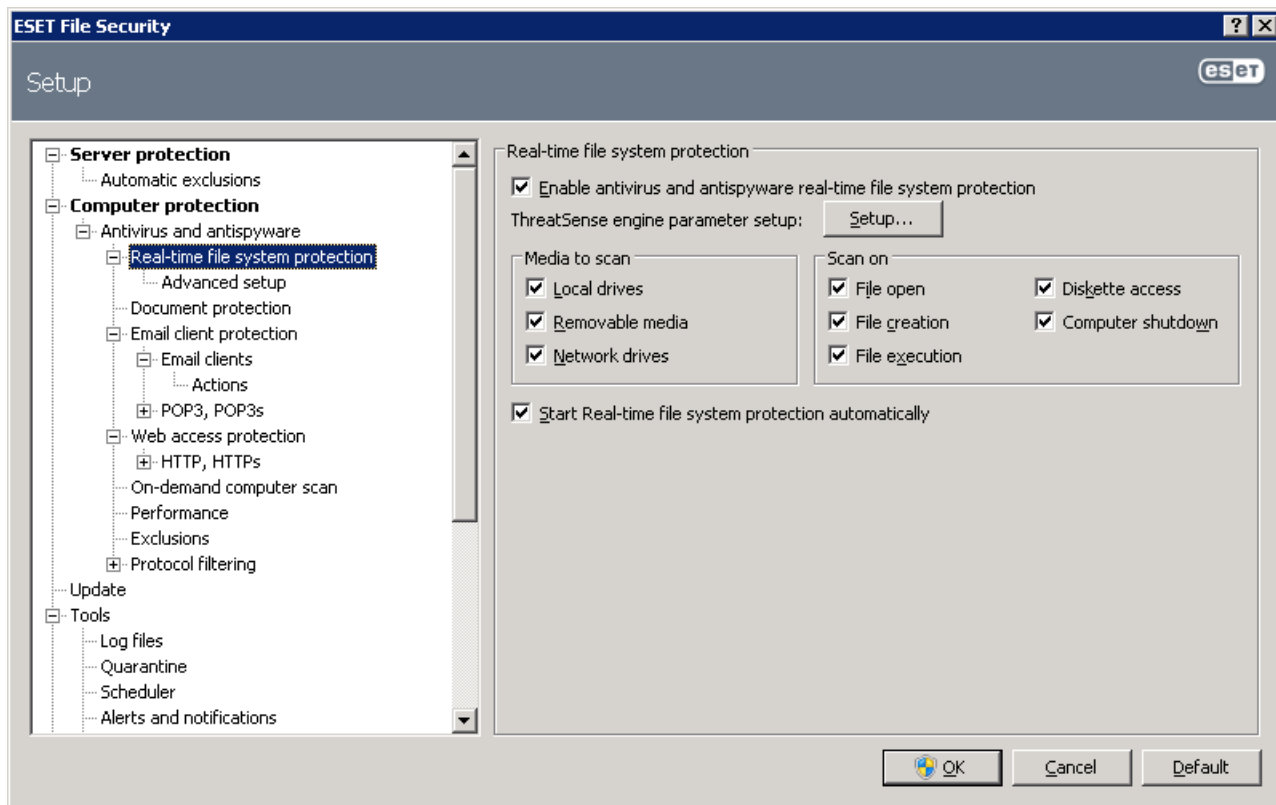 ESET File Security
Setup
eset
Server protection
Automatic exclusions
Computer protection
Antivirus and antispyware
Real-time file system protection
Advanced setup
Document protection
Email client protection
Email clients
Actions
POP3, POP3s
Web access protection
HTTP, HTTPs
On-demand computer scan
Performance
Exclusions
Protocol filtering
Update
Tools
Log files
Quarantine
Scheduler
Alerts and notifications
Real-time file system protection
Enable antivirus and antispyware real-time file system protection
ThreatSense engine parameter setup: Setup...
Media to scan
Local drives
Removable media
Network drives
Scan on
File open Diskette access
File creation Computer shutdown
File execution
Start Real-time file system protection automatically
OK Cancel Default